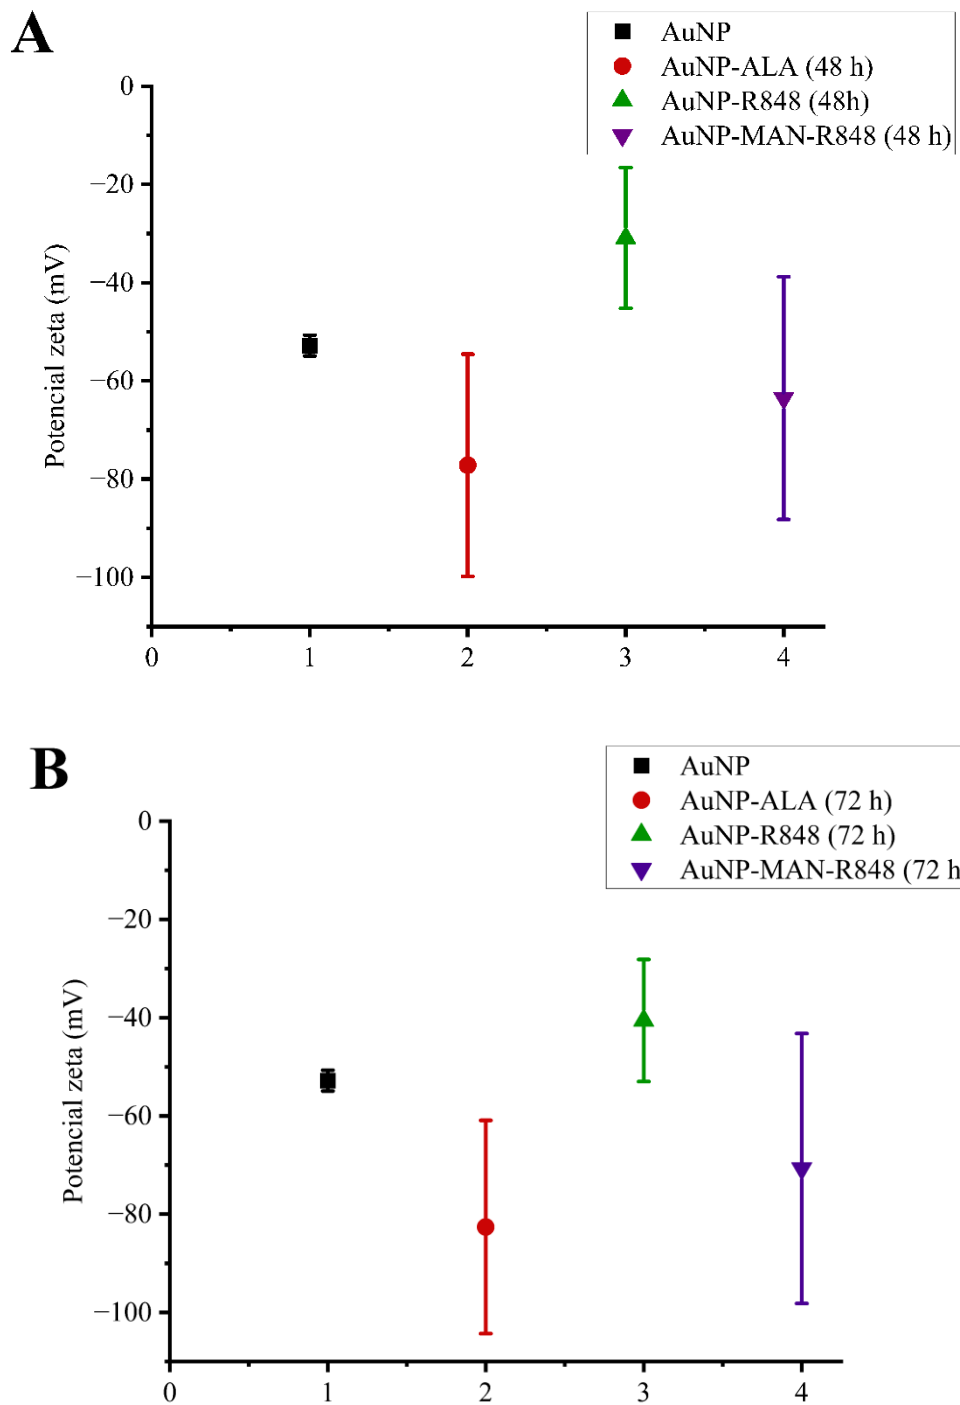 A
AuNP
AuNP-ALA (48 h)
AuNP-R848 (48h)
AuNP-MAN-R848 (48 h)
0
−20
−40
−60
−80
−100
Potencial zeta (mV)
0 1 2 3 4
B
AuNP
AuNP-ALA (72 h)
AuNP-R848 (72 h)
AuNP-MAN-R848 (72 h
0
−20
−40
−60
−80
−100
Potencial zeta (mV)
0 1 2 3 4